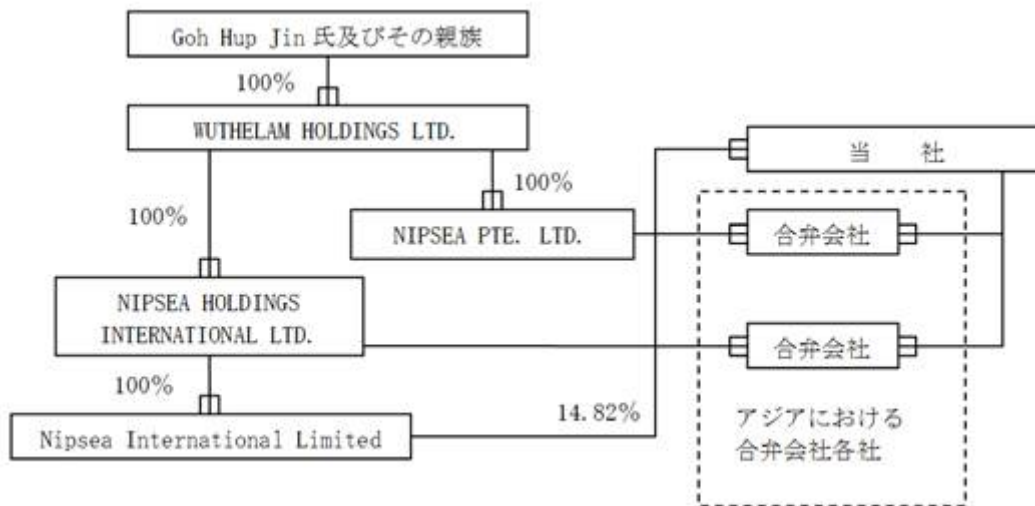 Goh Hup Jin 氏及びその親族
100%
WUTHELAM HOLDINGS LTD.
当 社
100%
100%
NIPSEA PTE. LTD.
合弁会社
NIPSEA HOLDINGS
INTERNATIONAL LTD.
合弁会社
100%
14.82%
アジアにおける
合弁会社各社
Nipsea International Limited